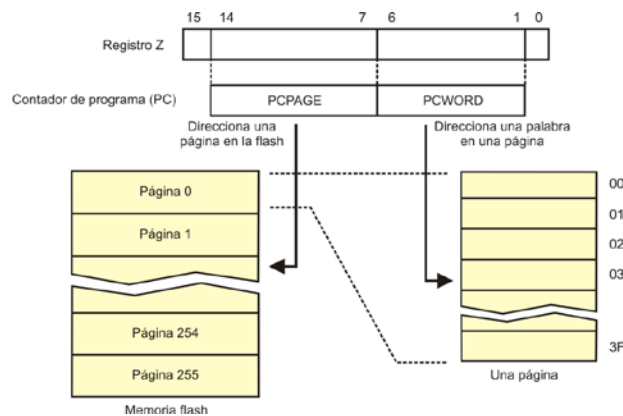 15 14 7 6 1 0
Registro Z
Contador de programa (PC) PCPAGE PCWORD
Direcciona una
página en la flash
Direcciona una palabra
en una página
Página 0
Página 1
Página 254
Página 255
Memoria flash
00
01
02
03
3F
Una página